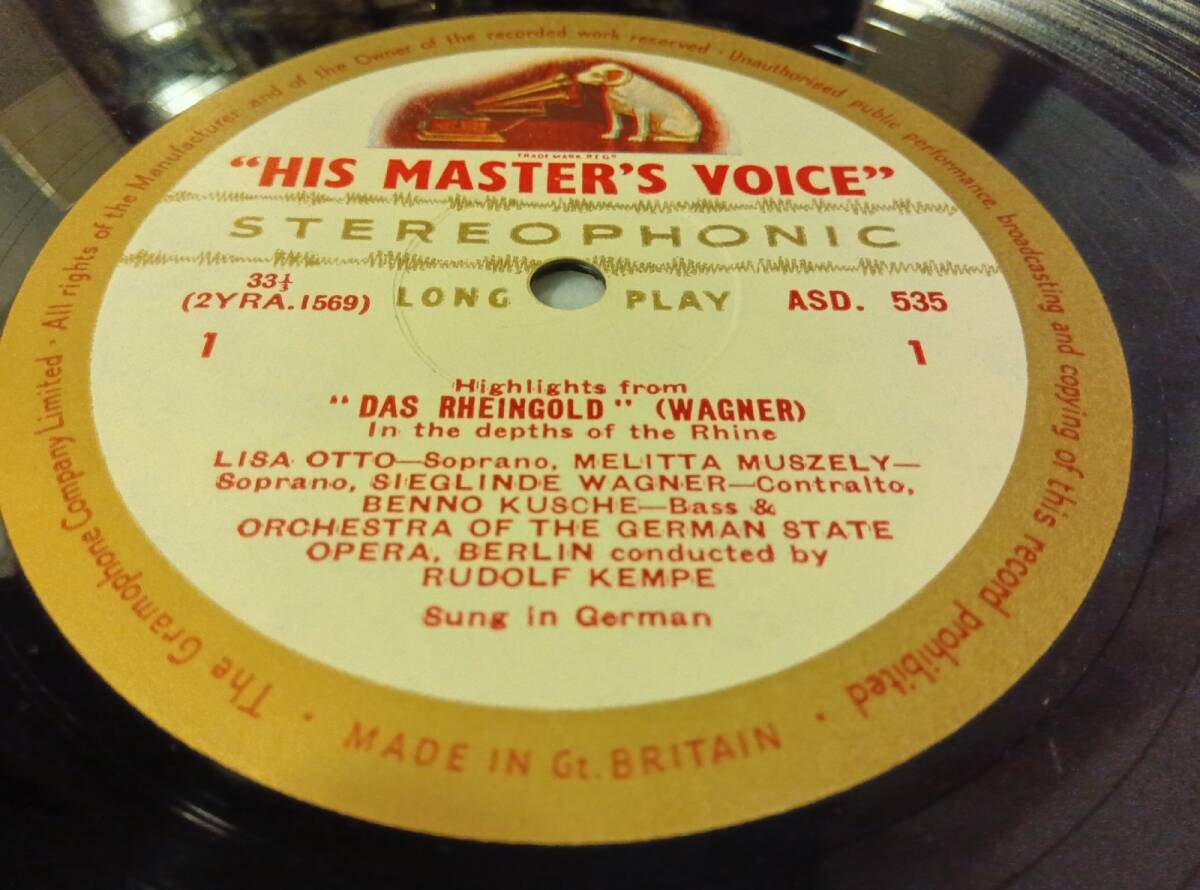 The Gramophone Company Limited · All rights of the Manufacturer and of the Owner of the recorded work reserved · Unauthorised public performance, broadcasting and copying of this record prohibited ·
TRADE MARK REG^D
"HIS MASTER'S VOICE"
STEREOPHONIC
33⅓
(2YRA.1569) LONG PLAY ASD. 535
1 1
Highlights from
"DAS RHEINGOLD" (WAGNER)
In the depths of the Rhine
LISA OTTO—Soprano, MELITTA MUSZELY—
Soprano, SIEGLINDE WAGNER—Contralto,
BENNO KUSCHE—Bass &
ORCHESTRA OF THE GERMAN STATE
OPERA, BERLIN conducted by
RUDOLF KEMPE
Sung in German
· MADE IN Gt. BRITAIN ·